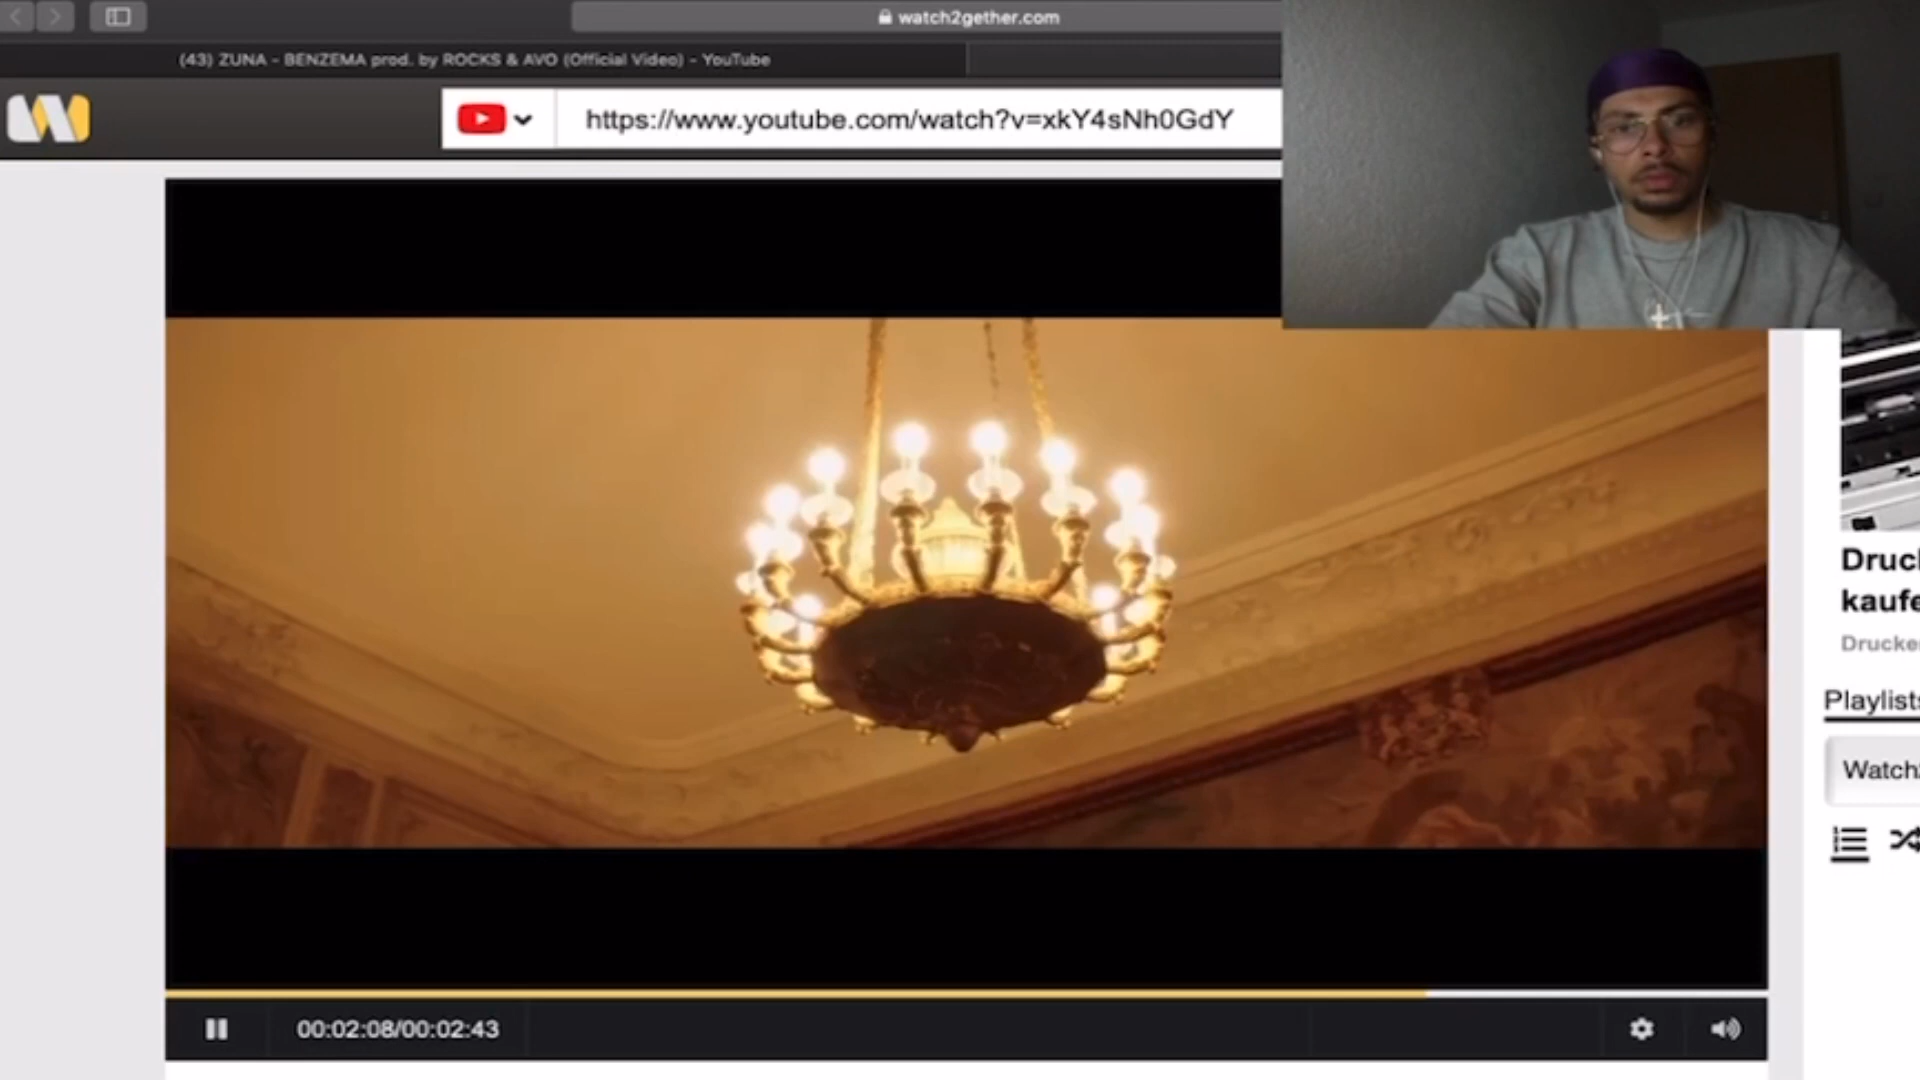 watch2gether.com
(43) ZUNA - BENZEMA prod. by ROCKS & AVO (Official Video) - YouTube
https://www.youtube.com/watch?v=xkY4sNh0GdY
Druc
kaufe
Drucke
Playlists
Watch2
00:02:08/00:02:43